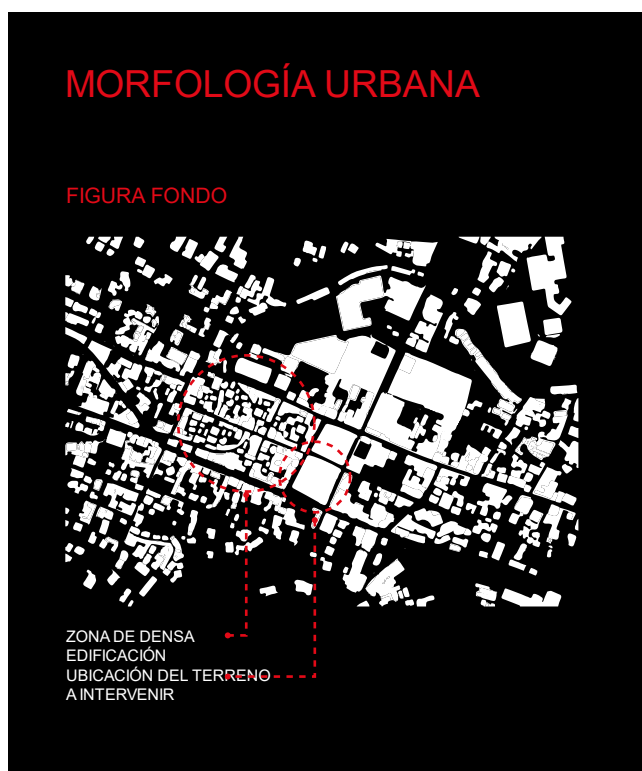 MORFOLOGÍA URBANA
FIGURA FONDO
ZONA DE DENSA
EDIFICACIÓN
UBICACIÓN DEL TERRENO
A INTERVENIR